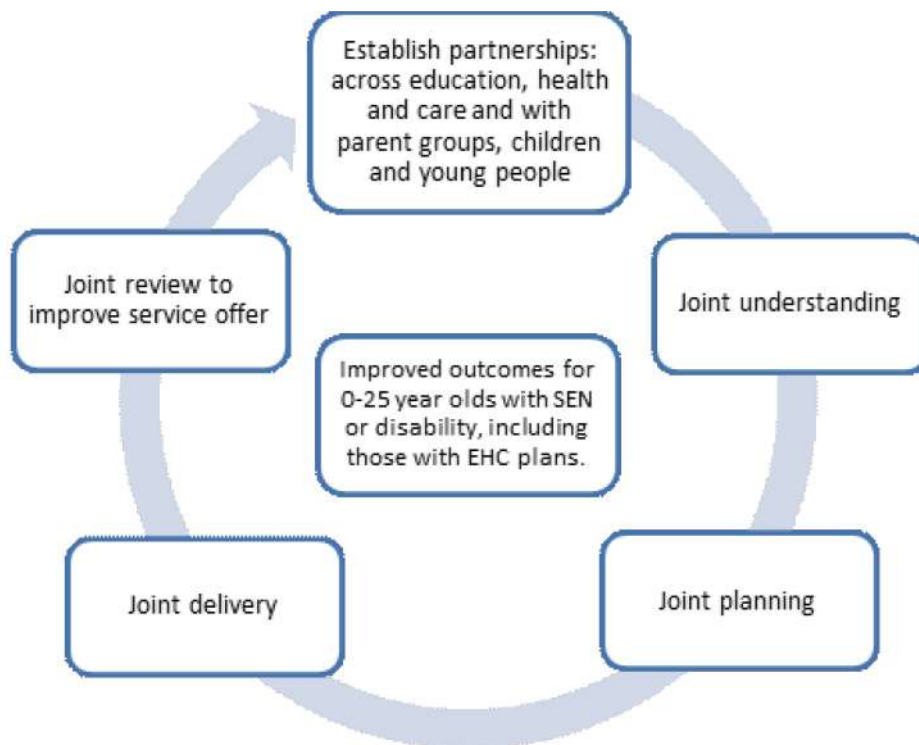 Establish partnerships:
across education, health
and care and with
parent groups, children
and young people
Joint understanding
Joint planning
Joint delivery
Joint review to
improve service offer
Improved outcomes for
0-25 year olds with SEN
or disability, including
those with EHC plans.